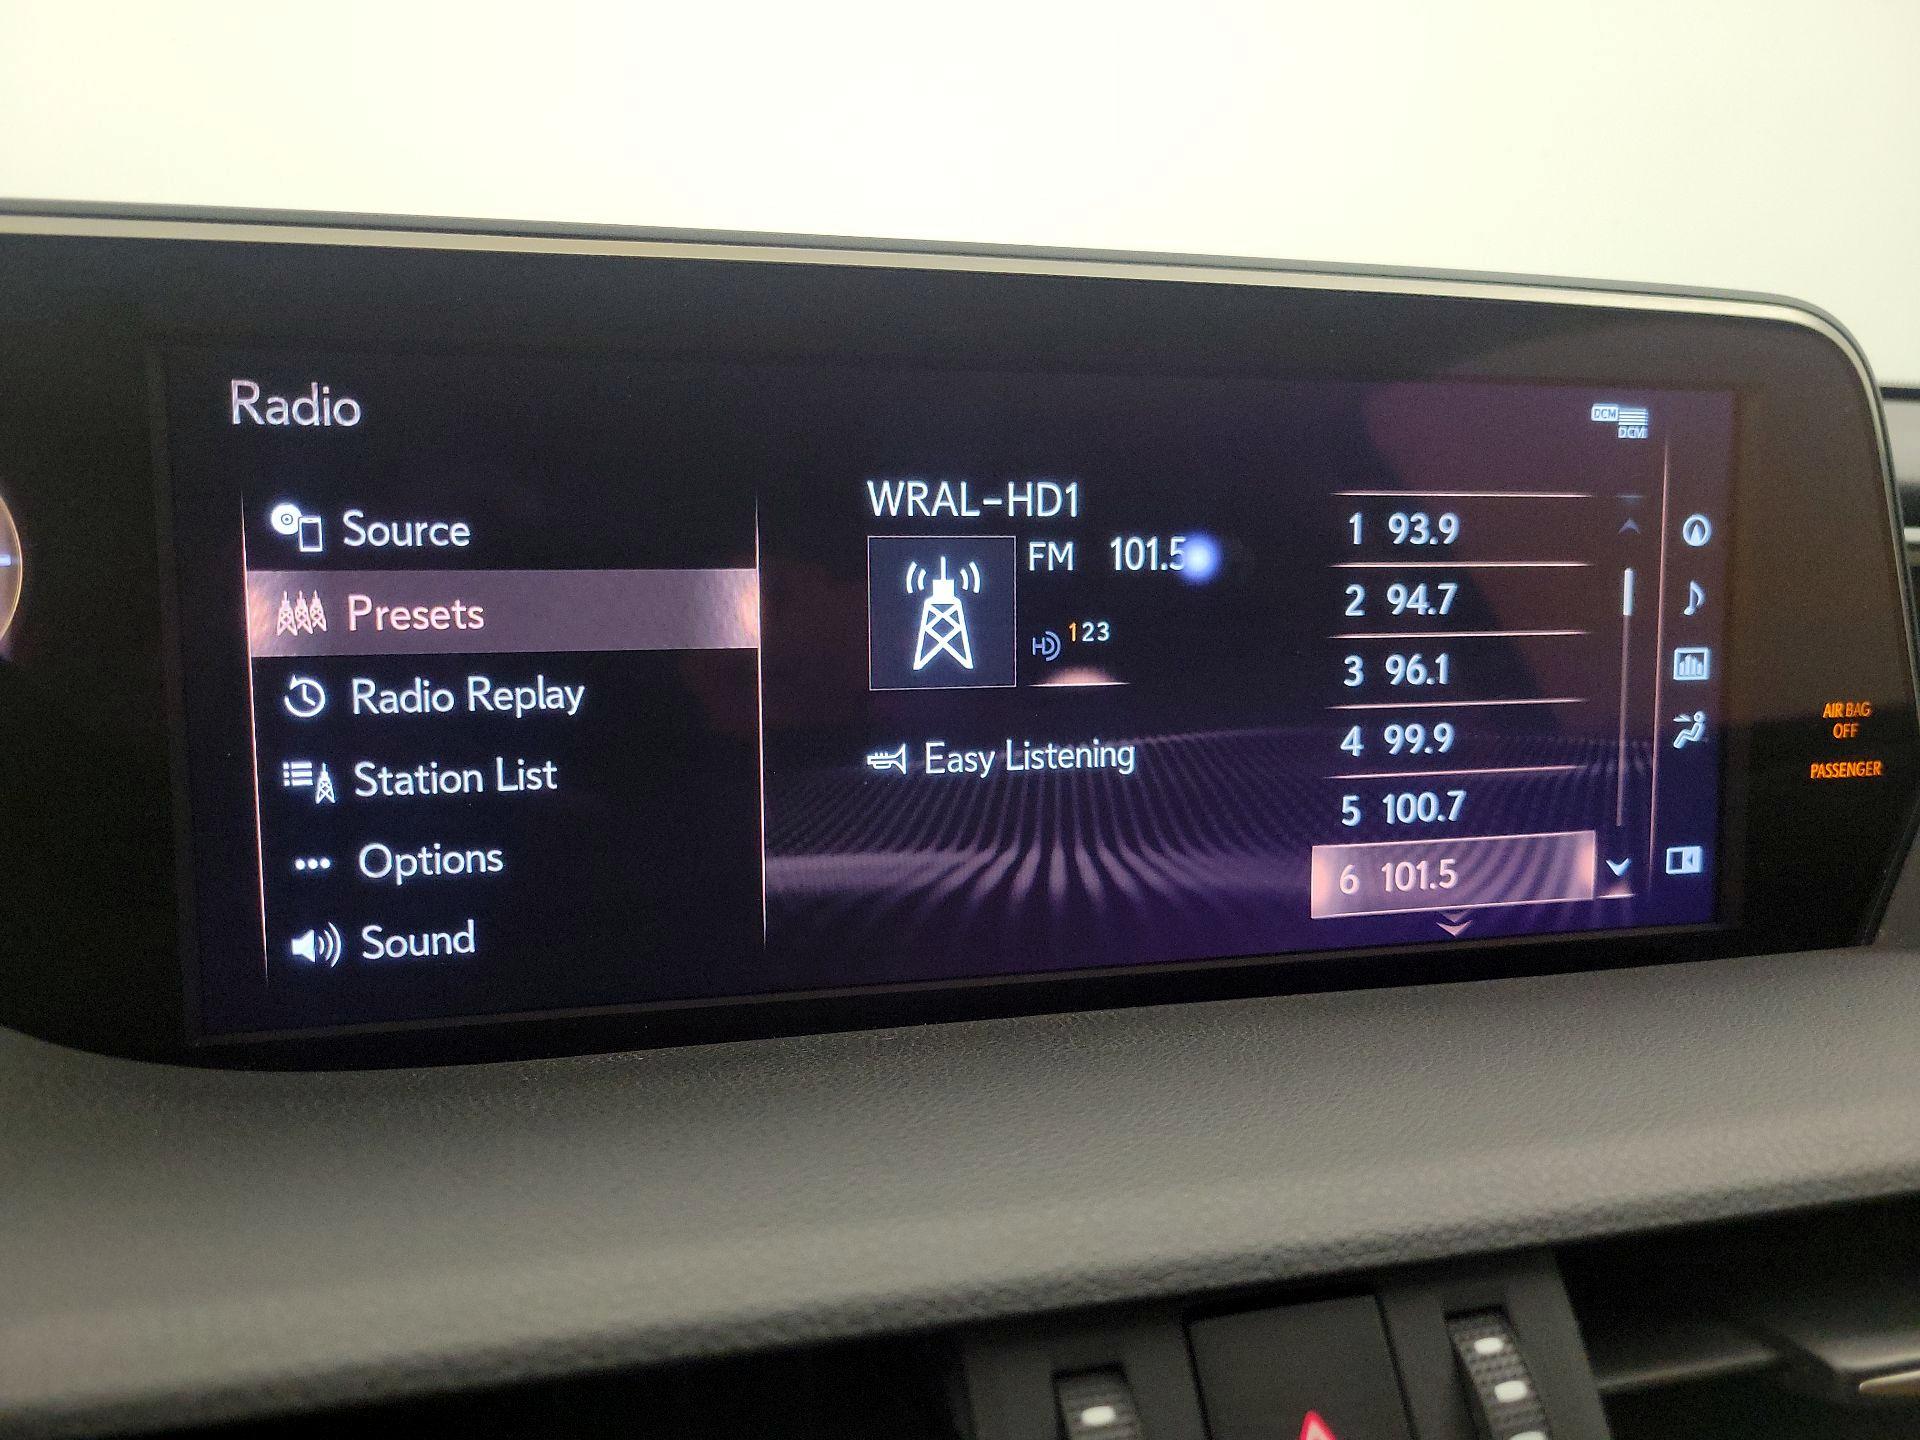 Radio
DCM
DCM
Source
Presets
Radio Replay
Station List
Options
Sound
WRAL-HD1
FM 101.5
HD 123
Easy Listening
1 93.9
2 94.7
3 96.1
4 99.9
5 100.7
6 101.5
AIR BAG
OFF
PASSENGER